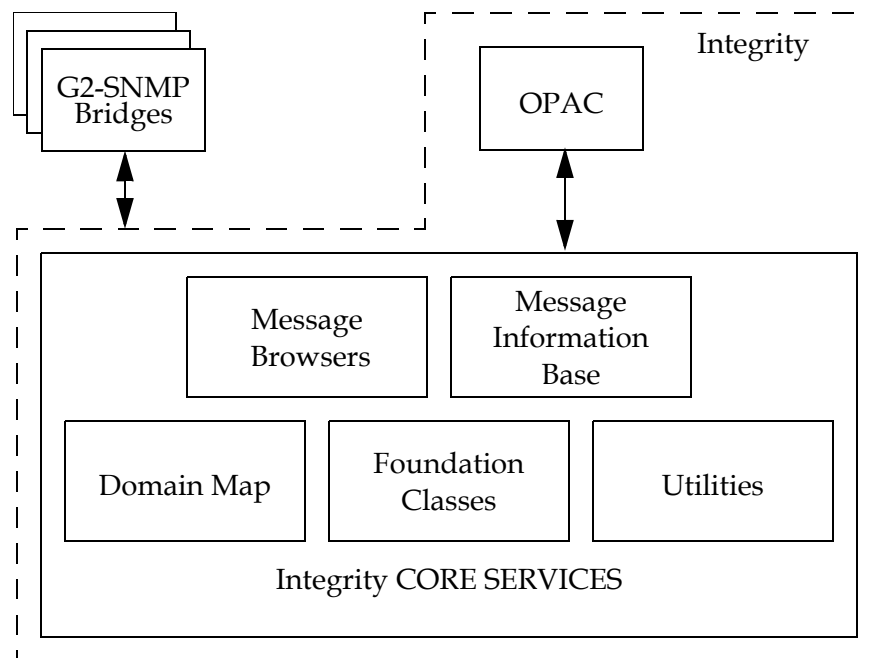 Integrity
G2-SNMP
Bridges
OPAC
Message
Browsers
Message
Information
Base
Domain Map
Foundation
Classes
Utilities
Integrity CORE SERVICES